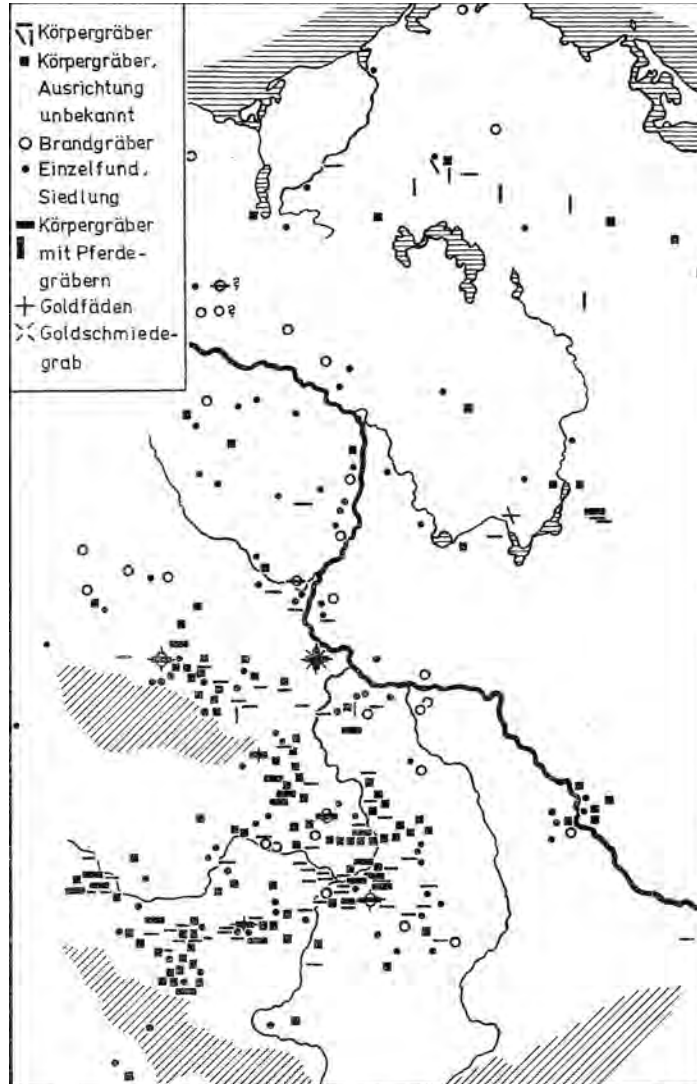 Körpergräber
Körpergräber,
Ausrichtung
unbekannt
Brandgräber
Einzelfund,
Siedlung
Körpergräber
mit Pferde-
gräbern
Goldfäden
Goldschmiede-
grab
?
?